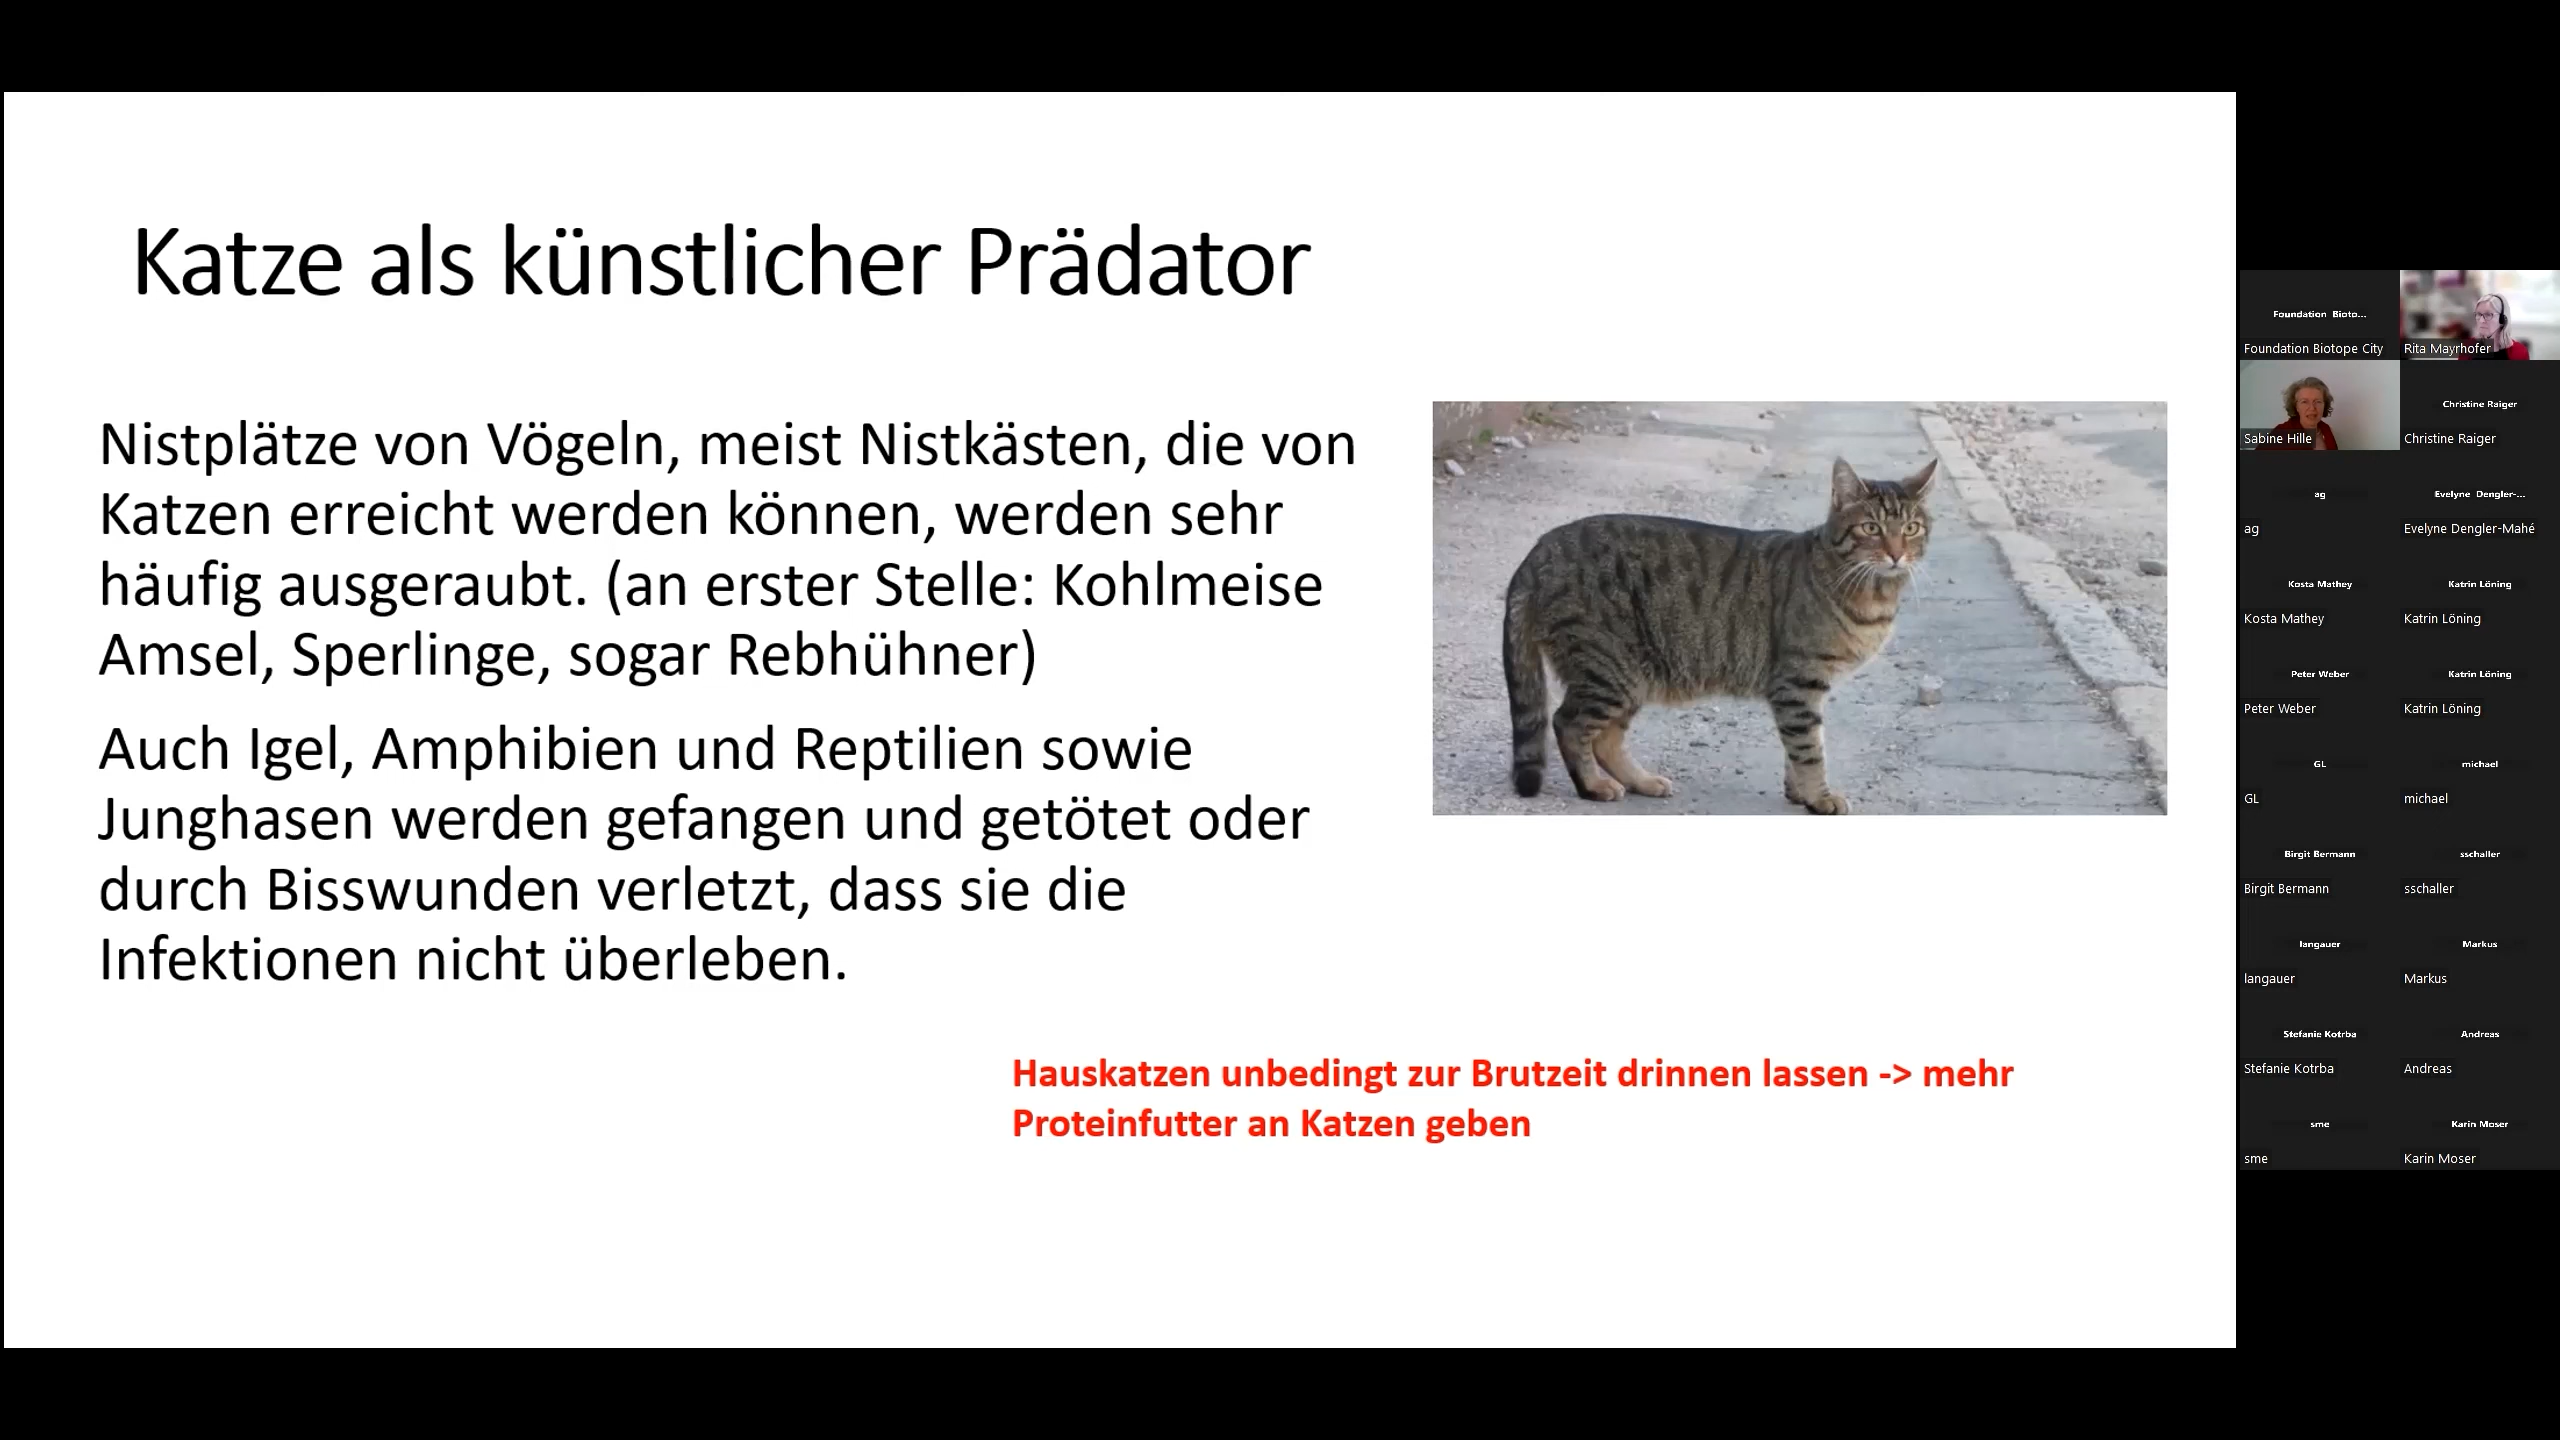 Katze als künstlicher Prädator
Nistplätze von Vögeln, meist Nistkästen, die von
Katzen erreicht werden können, werden sehr
häufig ausgeraubt. (an erster Stelle: Kohlmeise
Amsel, Sperlinge, sogar Rebhühner)
Auch Igel, Amphibien und Reptilien sowie
Junghasen werden gefangen und getötet oder
durch Bisswunden verletzt, dass sie die
Infektionen nicht überleben.
Hauskatzen unbedingt zur Brutzeit drinnen lassen -> mehr
Proteinfutter an Katzen geben
Foundation Bioto...
Foundation Biotope City
Rita Mayrhofer
Sabine Hille
Christine Raiger
Christine Raiger
ag
ag
Evelyne Dengler-...
Evelyne Dengler-Mahé
Kosta Mathey
Kosta Mathey
Katrin Löning
Katrin Löning
Peter Weber
Peter Weber
Katrin Löning
Katrin Löning
GL
GL
michael
michael
Birgit Bermann
Birgit Bermann
sschaller
sschaller
langauer
langauer
Markus
Markus
Stefanie Kotrba
Stefanie Kotrba
Andreas
Andreas
sme
sme
Karin Moser
Karin Moser